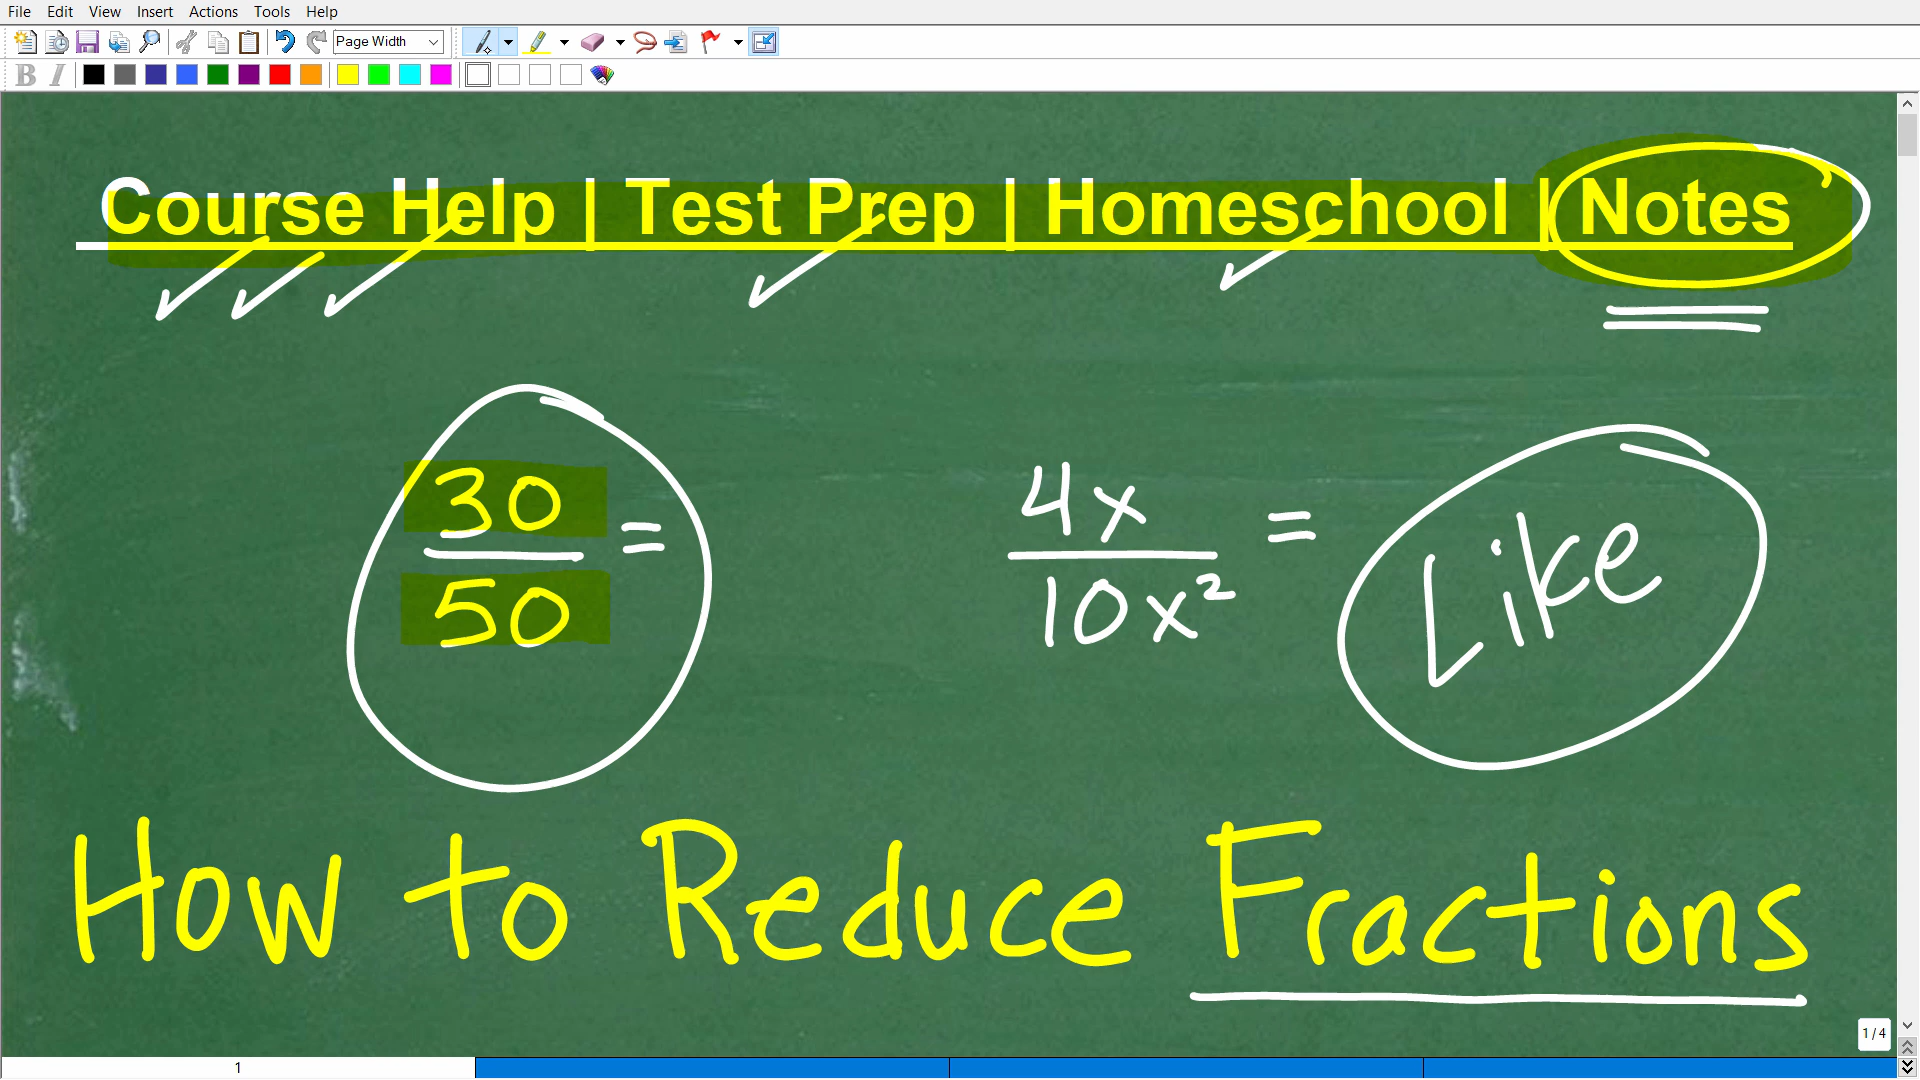 File Edit View Insert Actions Tools Help
Page Width
B I
Course Help | Test Prep | Homeschool | Notes
30
50
=
4x
10x²
=
Like
How to Reduce Fractions
1 / 4
1